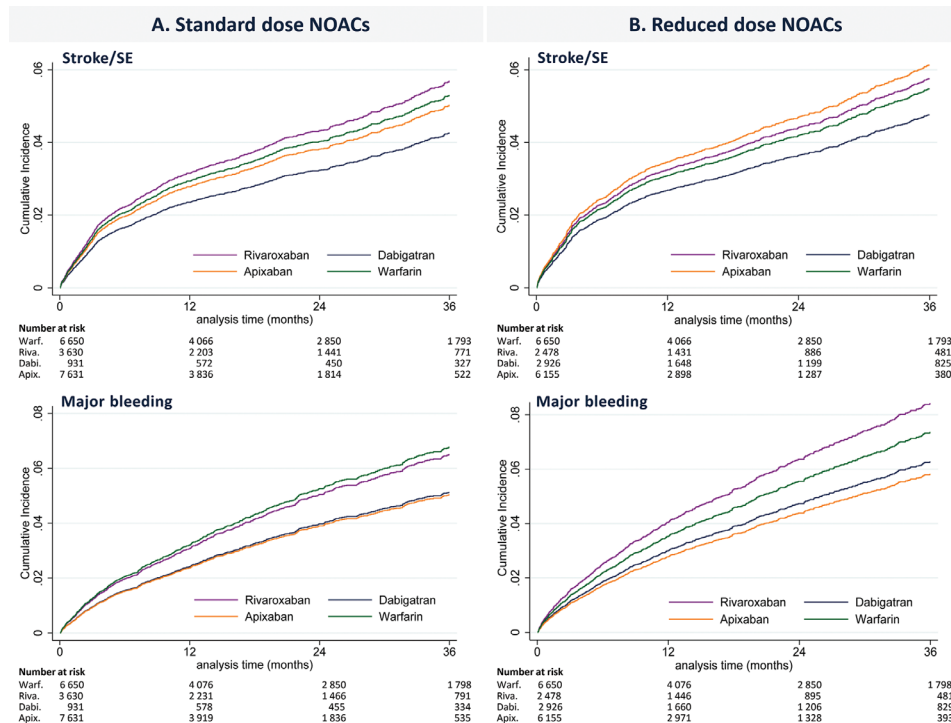 A. Standard dose NOACs
B. Reduced dose NOACs
Stroke/SE
.06
.04
.02
0
Cumulative Incidence
Rivaroxaban Dabigatran
Apixaban Warfarin
0 12 24 36
analysis time (months)
Number at risk
Warf. 6 650 4 066 2 850 1 793
Riva. 3 630 2 203 1 441 771
Dabi. 931 572 450 327
Apix. 7 631 3 836 1 814 522
Stroke/SE
.06
.04
.02
0
Cumulative Incidence
Rivaroxaban Dabigatran
Apixaban Warfarin
0 12 24 36
analysis time (months)
Number at risk
Warf. 6 650 4 066 2 850 1 793
Riva. 2 478 1 431 886 481
Dabi. 2 926 1 648 1 199 825
Apix. 6 155 2 898 1 287 380
Major bleeding
.08
.06
.04
.02
0
Cumulative Incidence
Rivaroxaban Dabigatran
Apixaban Warfarin
0 12 24 36
analysis time (months)
Number at risk
Warf. 6 650 4 076 2 850 1 798
Riva. 3 630 2 231 1 466 791
Dabi. 931 578 455 334
Apix. 7 631 3 919 1 836 535
Major bleeding
.08
.06
.04
.02
0
Cumulative Incidence
Rivaroxaban Dabigatran
Apixaban Warfarin
0 12 24 36
analysis time (months)
Number at risk
Warf. 6 650 4 076 2 850 1 798
Riva. 2 478 1 446 895 481
Dabi. 2 926 1 660 1 206
Apix. 6 155 2 971 1 328